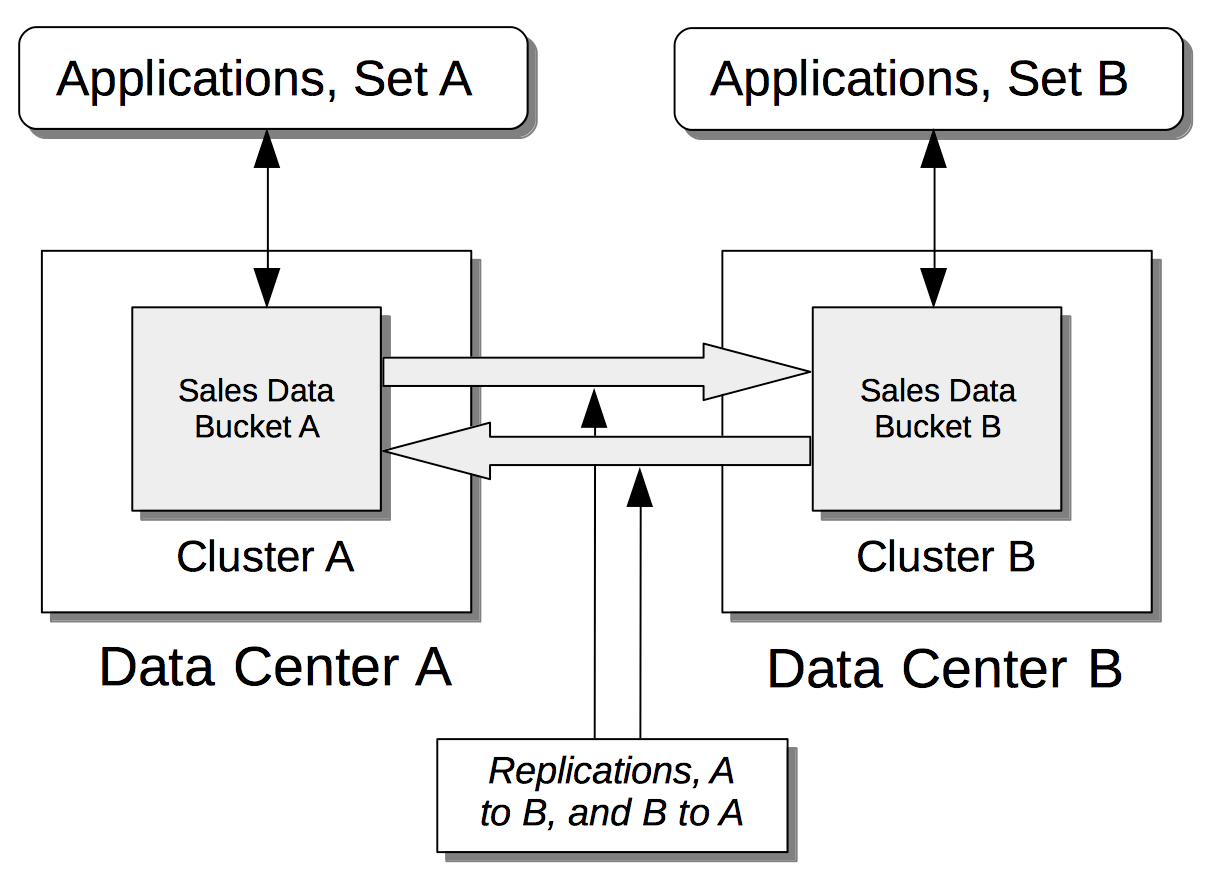 Applications, Set A
Applications, Set B
Sales Data
Bucket A
Sales Data
Bucket B
Cluster A
Cluster B
Data Center A
Data Center B
Replications, A
to B, and B to A